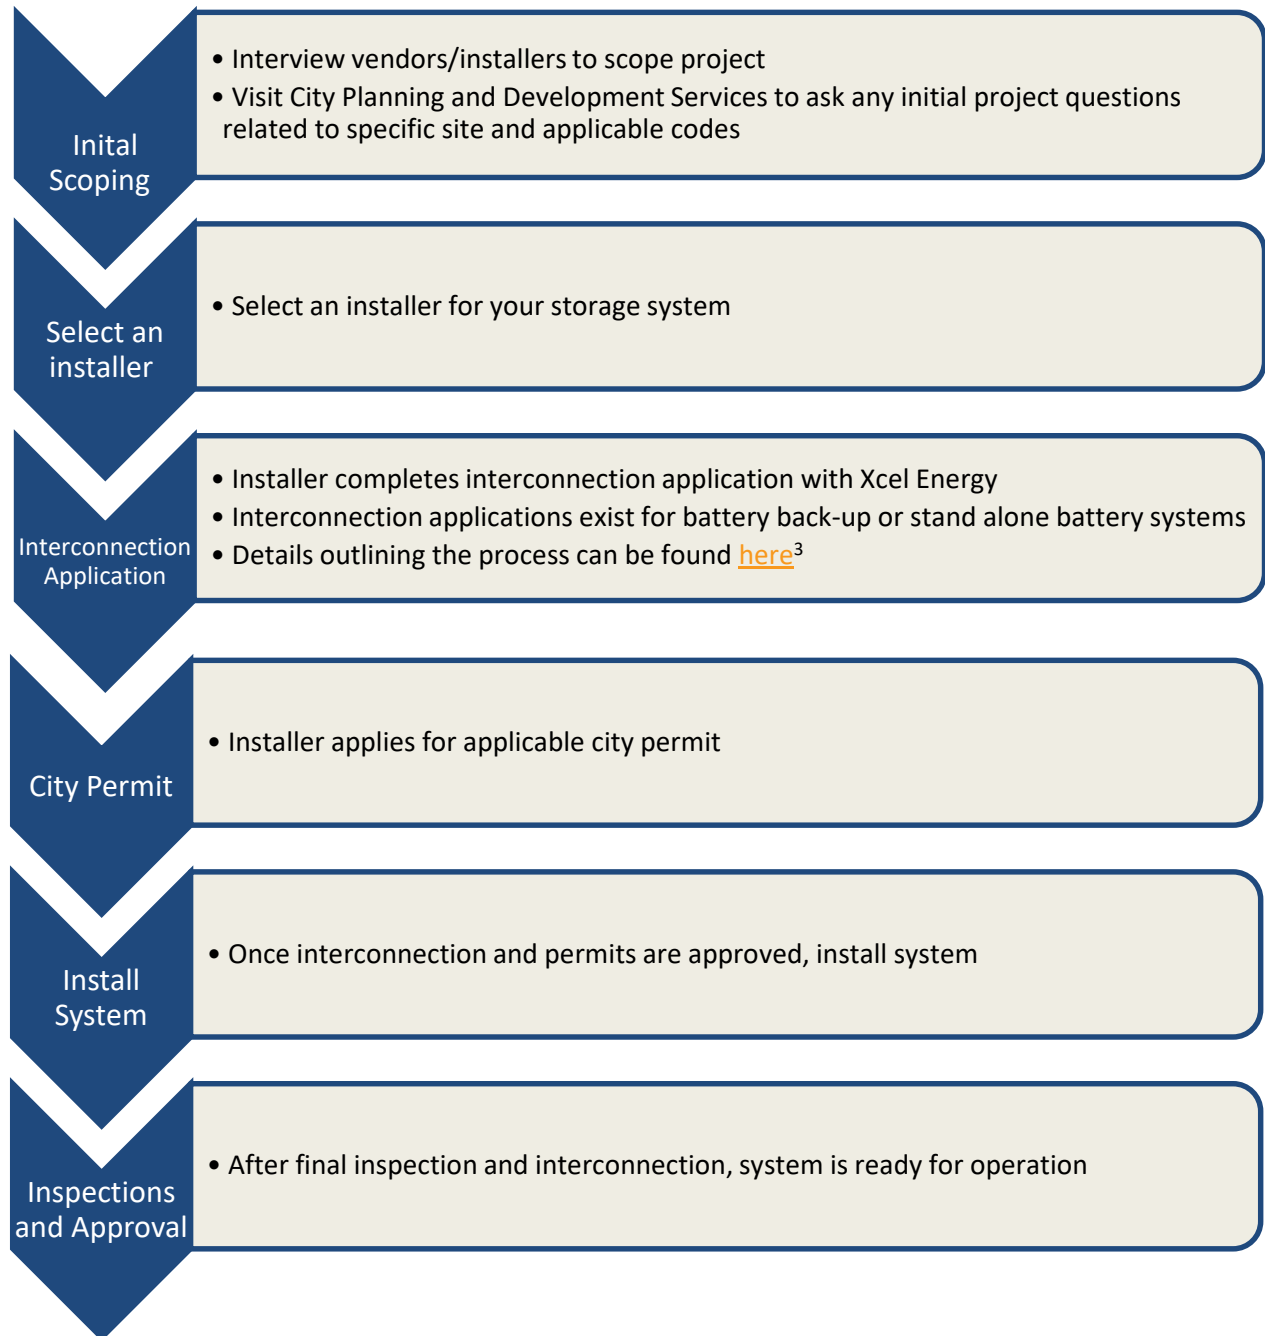 Inital
Scoping
• Interview vendors/installers to scope project
• Visit City Planning and Development Services to ask any initial project questions
related to specific site and applicable codes
Select an
installer
• Select an installer for your storage system
Interconnection
Application
• Installer completes interconnection application with Xcel Energy
• Interconnection applications exist for battery back-up or stand alone battery systems
• Details outlining the process can be found here³
City Permit
• Installer applies for applicable city permit
Install
System
• Once interconnection and permits are approved, install system
Inspections
and Approval
• After final inspection and interconnection, system is ready for operation